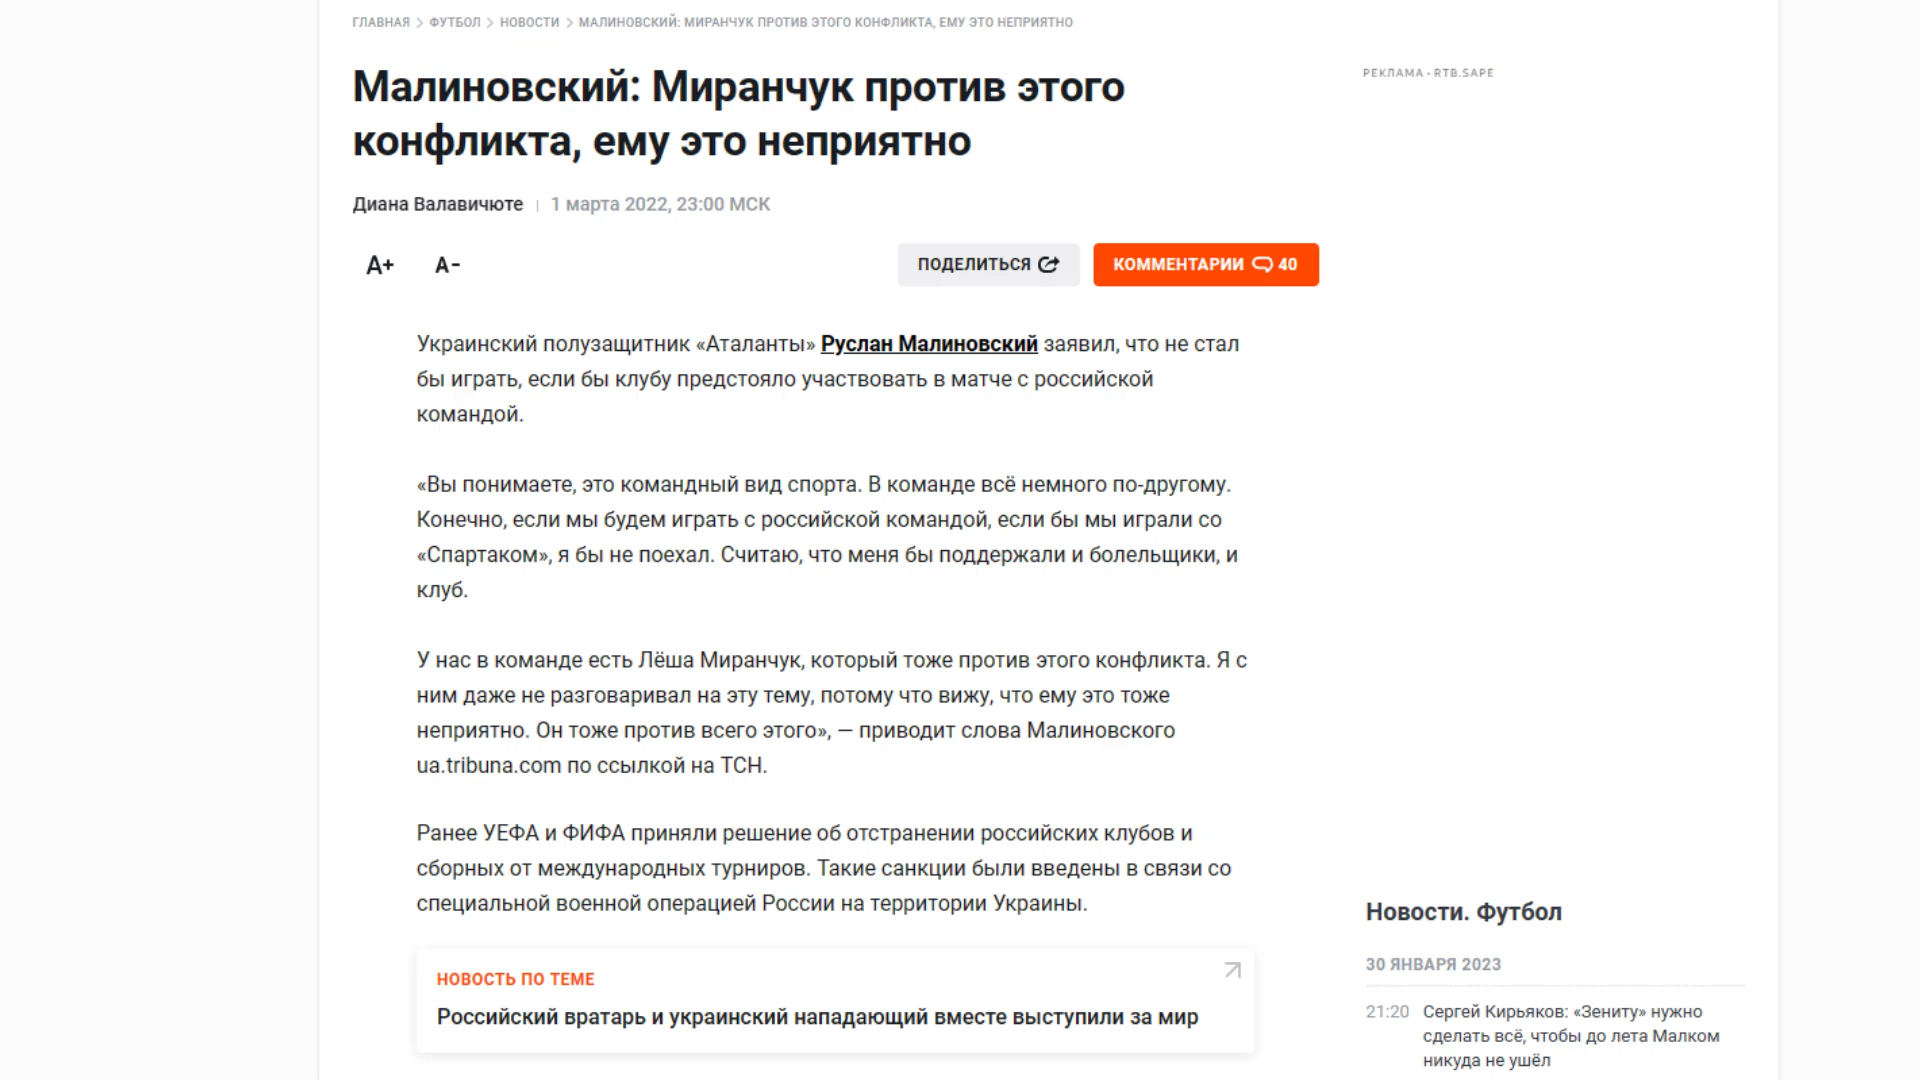 ГЛАВНАЯ > ФУТБОЛ > НОВОСТИ > МАЛИНОВСКИЙ: МИРАНЧУК ПРОТИВ ЭТОГО КОНФЛИКТА, ЕМУ ЭТО НЕПРИЯТНО
Малиновский: Миранчук против этого
конфликта, ему это неприятно
Диана Валавичюте | 1 марта 2022, 23:00 МСК
A+ A-
ПОДЕЛИТЬСЯ
КОММЕНТАРИИ 40
Украинский полузащитник «Аталанты» Руслан Малиновский заявил, что не стал
бы играть, если бы клубу предстояло участвовать в матче с российской
командой.
«Вы понимаете, это командный вид спорта. В команде всё немного по-другому.
Конечно, если мы будем играть с российской командой, если бы мы играли со
«Спартаком», я бы не поехал. Считаю, что меня бы поддержали и болельщики, и
клуб.
У нас в команде есть Лёша Миранчук, который тоже против этого конфликта. Я с
ним даже не разговаривал на эту тему, потому что вижу, что ему это тоже
неприятно. Он тоже против всего этого», — приводит слова Малиновского
ua.tribuna.com по ссылкой на ТСН.
Ранее УЕФА и ФИФА приняли решение об отстранении российских клубов и
сборных от международных турниров. Такие санкции были введены в связи со
специальной военной операцией России на территории Украины.
НОВОСТЬ ПО ТЕМЕ
Российский вратарь и украинский нападающий вместе выступили за мир
РЕКЛАМА • RTB.SAPE
Новости. Футбол
30 ЯНВАРЯ 2023
21:20 Сергей Кирьяков: «Зениту» нужно
сделать всё, чтобы до лета Малком
никуда не ушёл